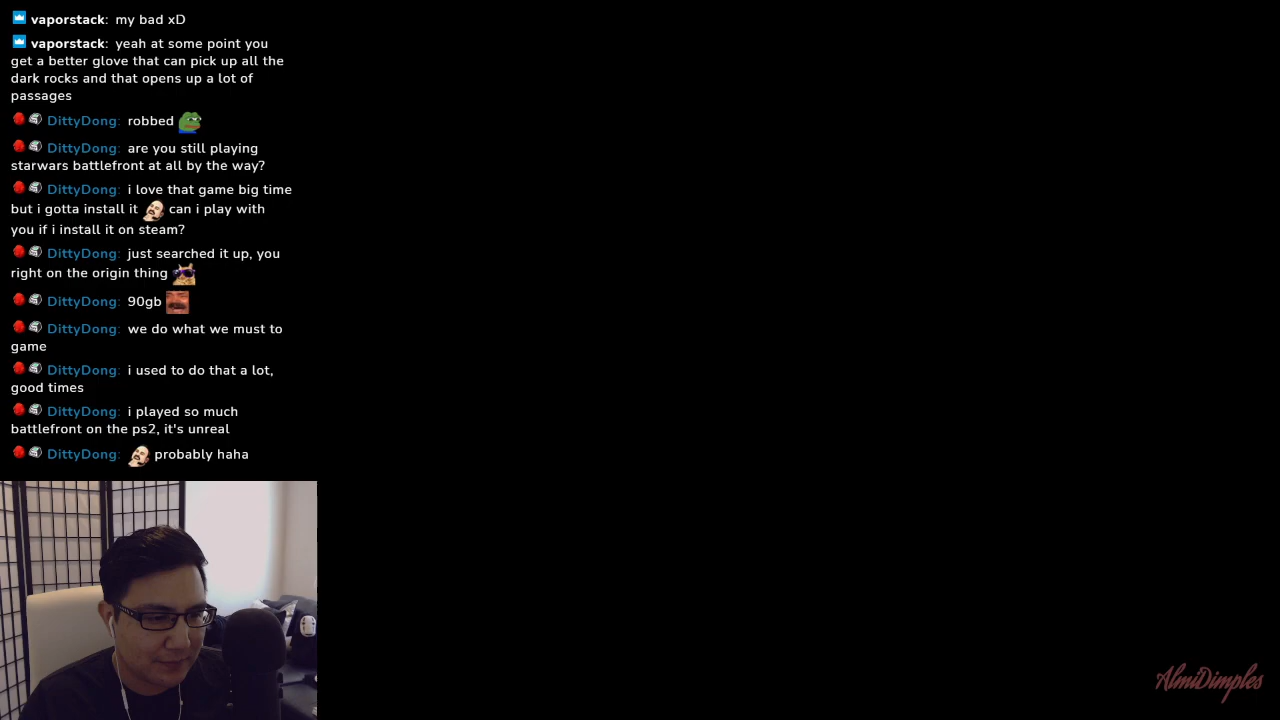 vaporstack: my bad xD
vaporstack: yeah at some point you
get a better glove that can pick up all the
dark rocks and that opens up a lot of
passages
DittyDong: robbed
DittyDong: are you still playing
starwars battlefront at all by the way?
DittyDong: i love that game big time
but i gotta install it can i play with
you if i install it on steam?
DittyDong: just searched it up, you
right on the origin thing
DittyDong: 90gb
DittyDong: we do what we must to
game
DittyDong: i used to do that a lot,
good times
DittyDong: i played so much
battlefront on the ps2, it's unreal
DittyDong: probably haha
AlmiDimples